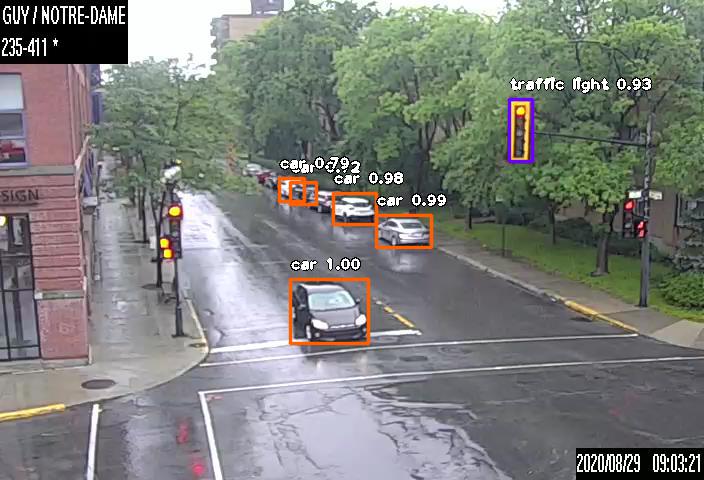 GUY / NOTRE-DAME
235-411 *
traffic light 0.93
car 0.79
car 0.98
car 0.99
SIGN
car 1.00
2020/08/29 09:03:21